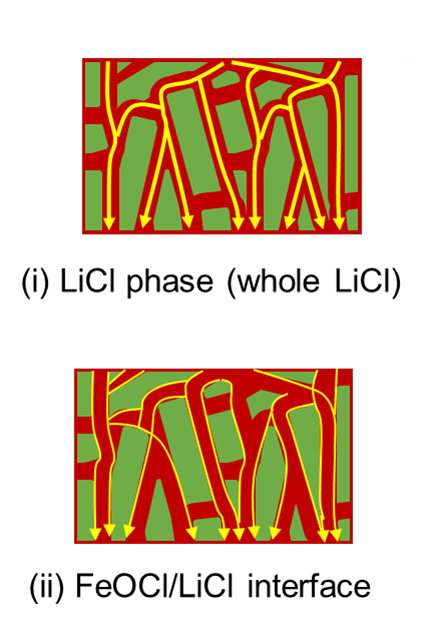 (i) LiCl phase (whole LiCl)
(ii) FeOCl/LiCl interface